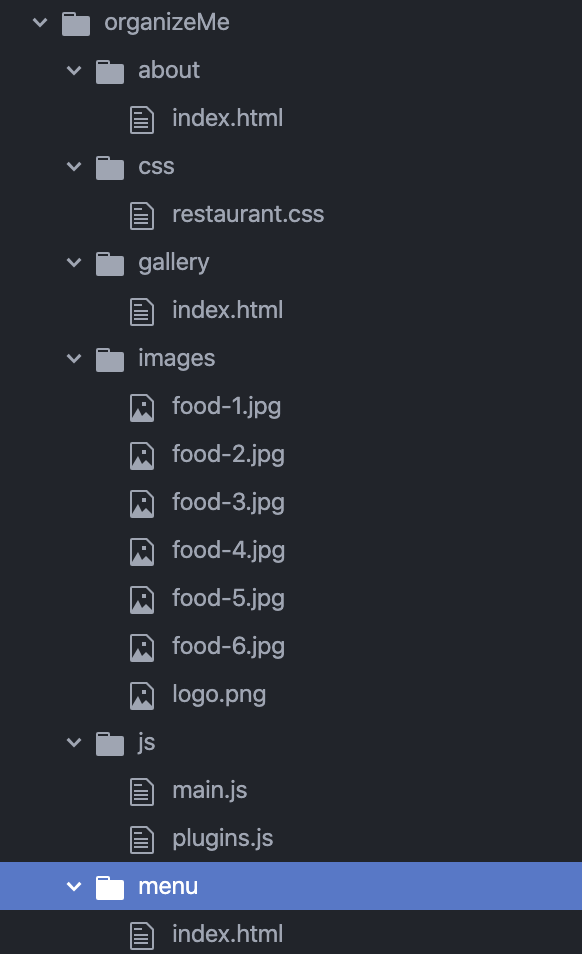 organizeMe
about
index.html
css
restaurant.css
gallery
index.html
images
food-1.jpg
food-2.jpg
food-3.jpg
food-4.jpg
food-5.jpg
food-6.jpg
logo.png
js
main.js
plugins.js
menu
index.html